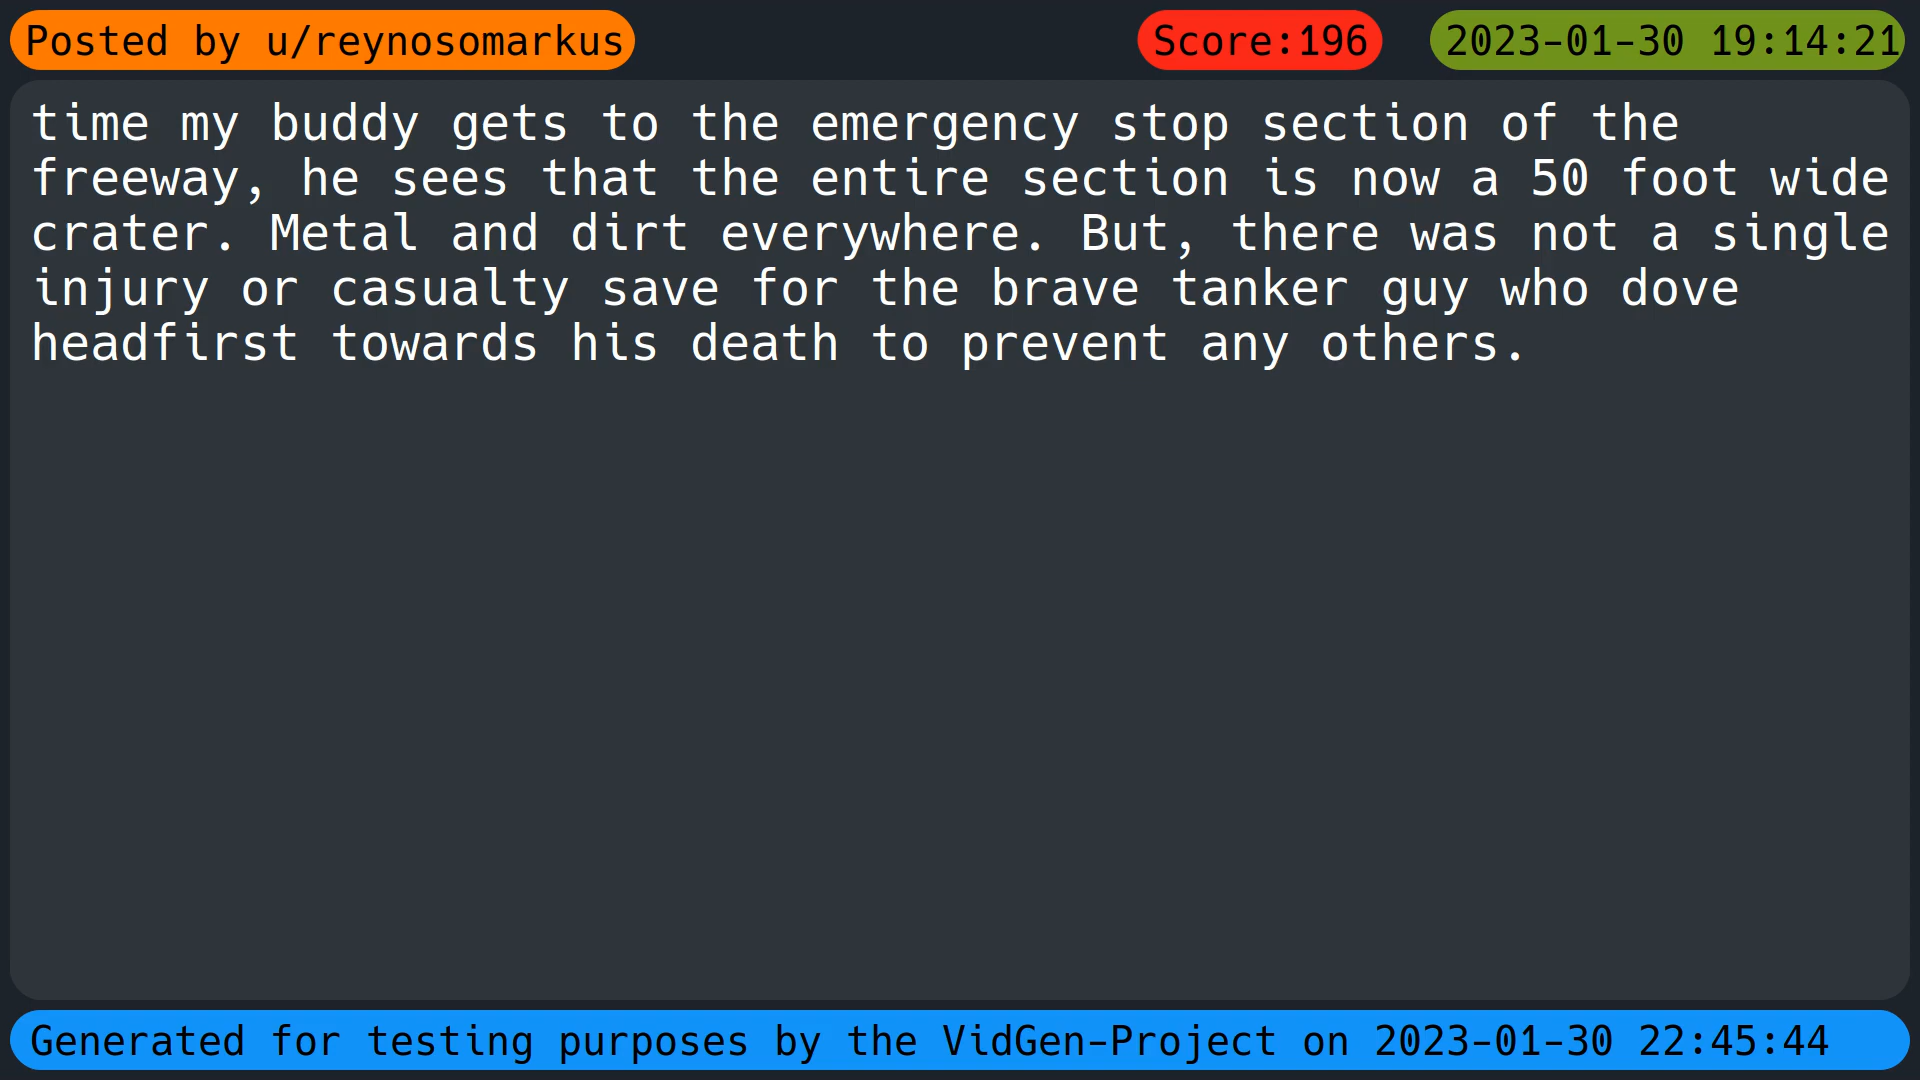 Posted by u/reynosomarkus
Score:196
2023-01-30 19:14:21
time my buddy gets to the emergency stop section of the
freeway, he sees that the entire section is now a 50 foot wide
crater. Metal and dirt everywhere. But, there was not a single
injury or casualty save for the brave tanker guy who dove
headfirst towards his death to prevent any others.
Generated for testing purposes by the VidGen-Project on 2023-01-30 22:45:44